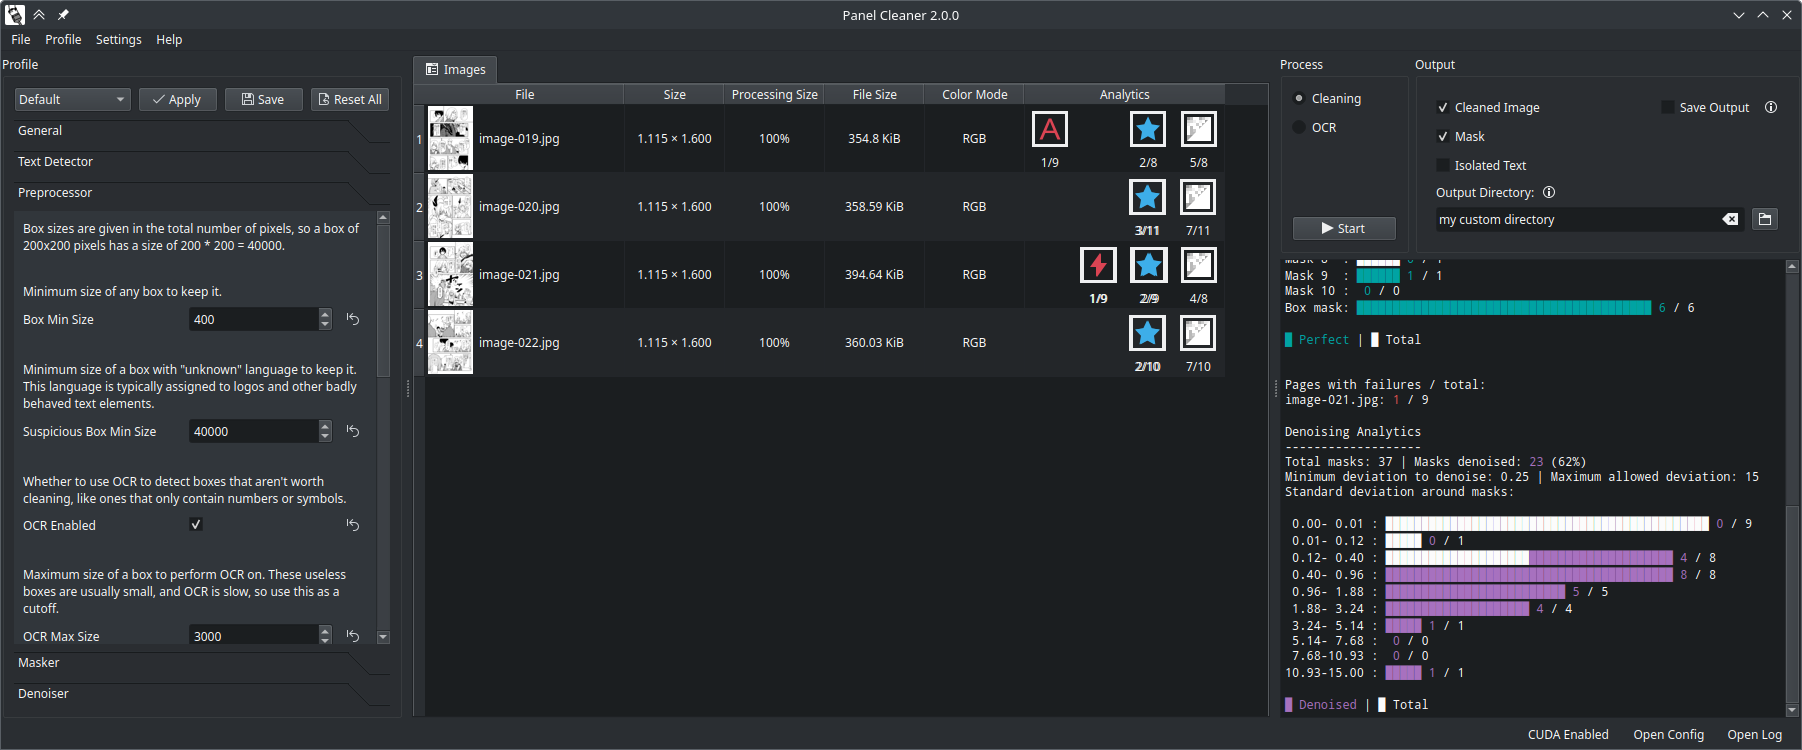 Panel Cleaner 2.0.0
File Profile Settings Help
Profile
Default Apply Save Reset All
General
Text Detector
Preprocessor
Box sizes are given in the total number of pixels, so a box of
200x200 pixels has a size of 200 * 200 = 40000.
Minimum size of any box to keep it.
Box Min Size 400
Minimum size of a box with "unknown" language to keep it.
This language is typically assigned to logos and other badly
behaved text elements.
Suspicious Box Min Size 40000
Whether to use OCR to detect boxes that aren't worth
cleaning, like ones that only contain numbers or symbols.
OCR Enabled
Maximum size of a box to perform OCR on. These useless
boxes are usually small, and OCR is slow, so use this as a
cutoff.
OCR Max Size 3000
Masker
Denoiser
Images
File Size Processing Size File Size Color Mode Analytics
1 image-019.jpg 1.115 × 1.600 100% 354.8 KiB RGB A
1/9 2/8 5/8
2 image-020.jpg 1.115 × 1.600 100% 358.59 KiB RGB
3/11 7/11
3 image-021.jpg 1.115 × 1.600 100% 394.64 KiB RGB
1/9 2/9 4/8
4 image-022.jpg 1.115 × 1.600 100% 360.03 KiB RGB
2/10 7/10
Process
Cleaning
OCR
Start
Output
Cleaned Image Save Output
Mask
Isolated Text
Output Directory:
my custom directory
Mask 9 : 1 / 1
Mask 10 : 0 / 0
Box mask: 6 / 6
Perfect | Total
Pages with failures / total:
image-021.jpg: 1 / 9
Denoising Analytics
-------------------
Total masks: 37 | Masks denoised: 23 (62%)
Minimum deviation to denoise: 0.25 | Maximum allowed deviation: 15
Standard deviation around masks:
0.00- 0.01 : 0 / 9
0.01- 0.12 : 0 / 1
0.12- 0.40 : 4 / 8
0.40- 0.96 : 8 / 8
0.96- 1.88 : 5 / 5
1.88- 3.24 : 4 / 4
3.24- 5.14 : 1 / 1
5.14- 7.68 : 0 / 0
7.68-10.93 : 0 / 0
10.93-15.00 : 1 / 1
Denoised | Total
CUDA Enabled Open Config Open Log